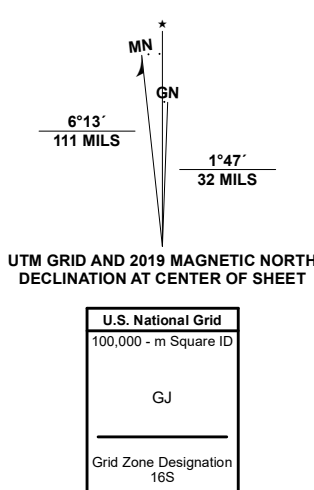 ★
MN
GN
6°13´
111 MILS
1°47´
32 MILS
UTM GRID AND 2019 MAGNETIC NORTH
DECLINATION AT CENTER OF SHEET
U.S. National Grid
100,000 - m Square ID
GJ
Grid Zone Designation
16S